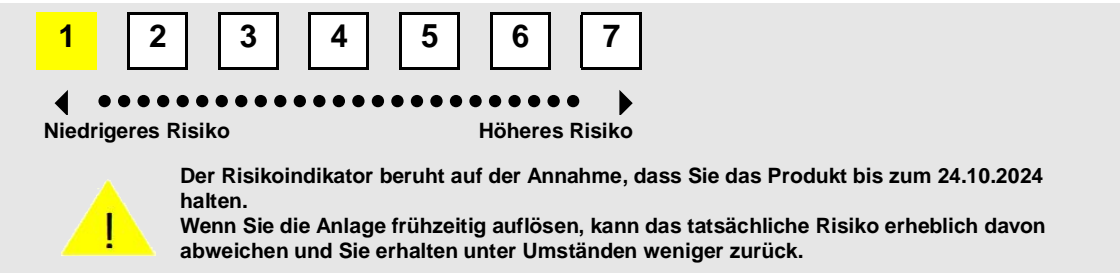 1 2 3 4 5 6 7
Niedrigeres Risiko Höheres Risiko
Der Risikoindikator beruht auf der Annahme, dass Sie das Produkt bis zum 24.10.2024
halten.
Wenn Sie die Anlage frühzeitig auflösen, kann das tatsächliche Risiko erheblich davon
abweichen und Sie erhalten unter Umständen weniger zurück.
!